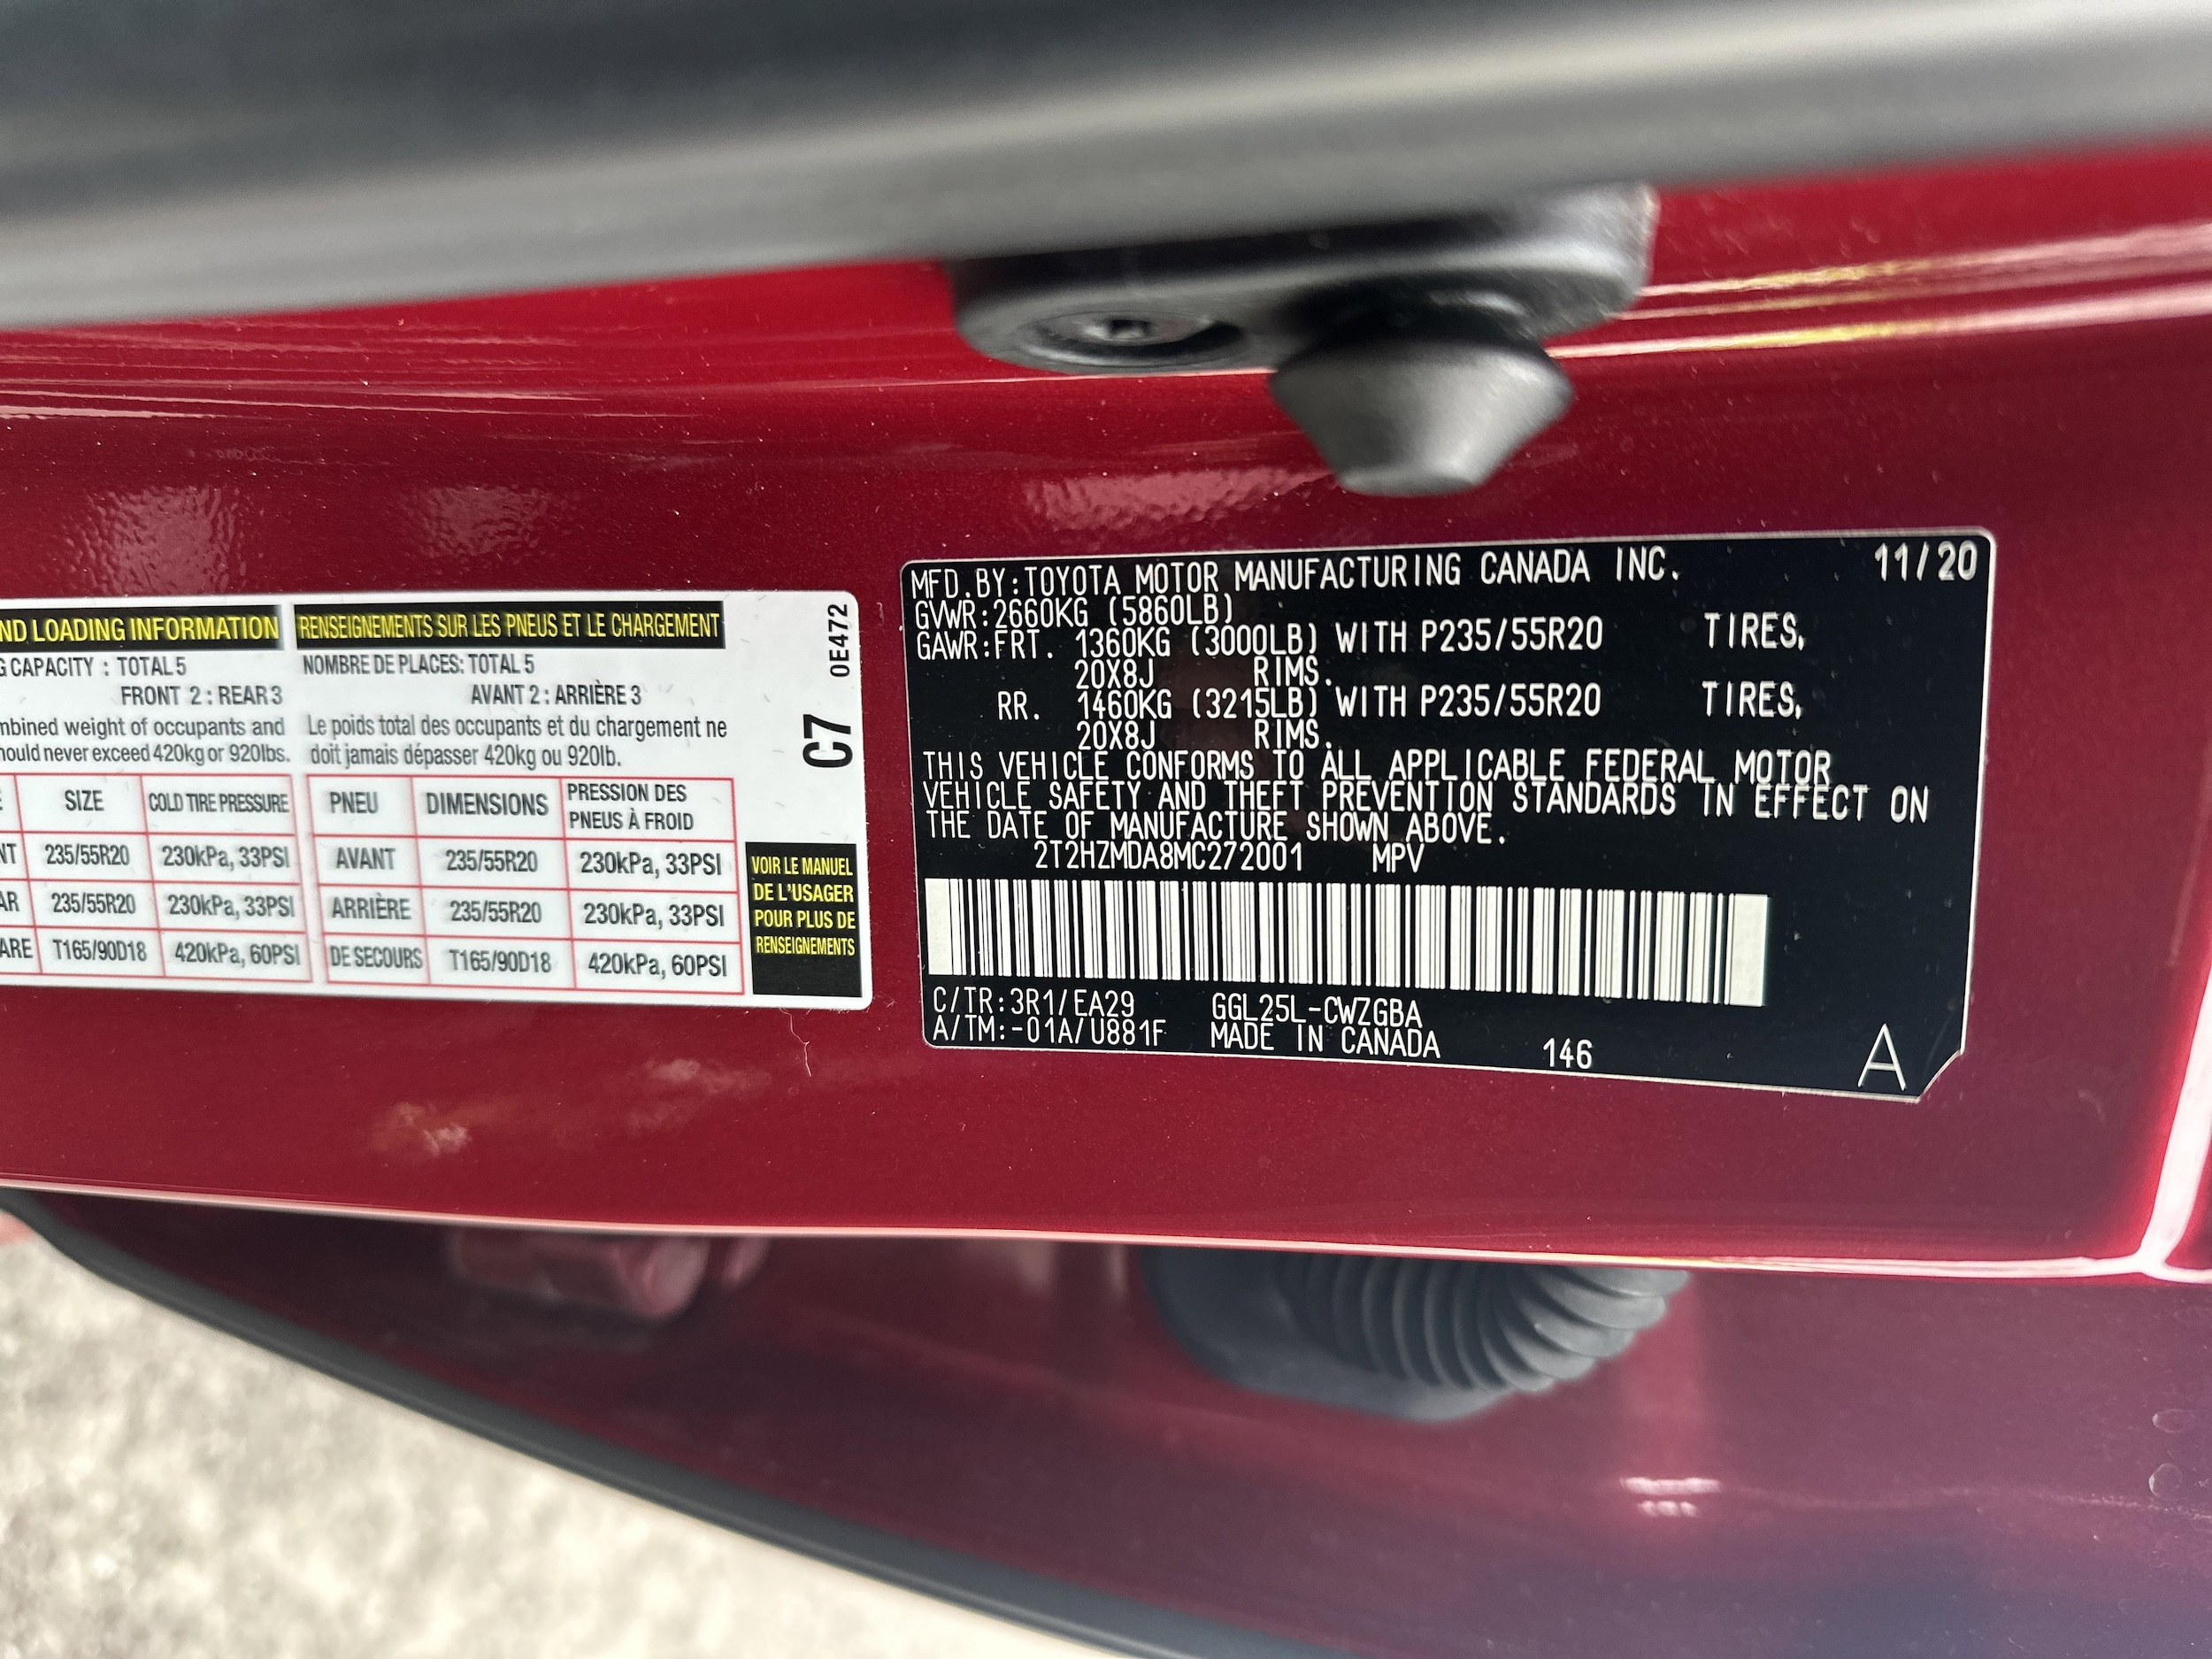 ND LOADING INFORMATION
G CAPACITY : TOTAL 5
FRONT 2 : REAR 3
mbined weight of occupants and
hould never exceed 420kg or 920lbs.
SIZE COLD TIRE PRESSURE
NT 235/55R20 230kPa, 33PSI
AR 235/55R20 230kPa, 33PSI
ARE T165/90D18 420kPa, 60PSI
RENSEIGNEMENTS SUR LES PNEUS ET LE CHARGEMENT
NOMBRE DE PLACES: TOTAL 5
AVANT 2 : ARRIÈRE 3
Le poids total des occupants et du chargement ne
doit jamais dépasser 420kg ou 920lb.
PNEU DIMENSIONS PRESSION DES
PNEUS À FROID
AVANT 235/55R20 230kPa, 33PSI
ARRIÈRE 235/55R20 230kPa, 33PSI
DE SECOURS T165/90D18 420kPa, 60PSI
0E472
C7
VOIR LE MANUEL
DE L'USAGER
POUR PLUS DE
RENSEIGNEMENTS
MFD.BY:TOYOTA MOTOR MANUFACTURING CANADA INC. 11/20
GVWR:2660KG (5860LB)
GAWR:FRT. 1360KG (3000LB) WITH P235/55R20 TIRES,
20X8J RIMS.
RR. 1460KG (3215LB) WITH P235/55R20 TIRES,
20X8J RIMS.
THIS VEHICLE CONFORMS TO ALL APPLICABLE FEDERAL MOTOR
VEHICLE SAFETY AND THEFT PREVENTION STANDARDS IN EFFECT ON
THE DATE OF MANUFACTURE SHOWN ABOVE.
2T2HZMDA8MC272001 MPV
C/TR:3R1/EA29 GGL25L-CWZGBA
A/TM:-01A/U881F MADE IN CANADA 146 A